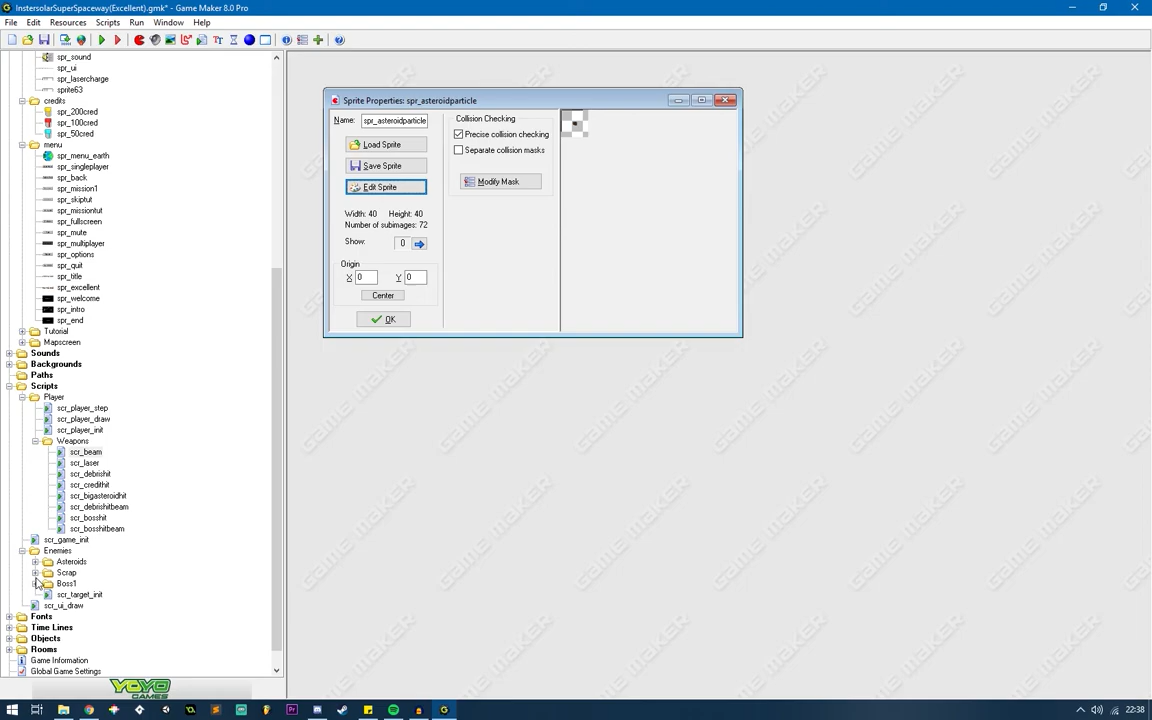 InstersolarSuperSpaceway(Excellent).gmk* - Game Maker 8.0 Pro
File Edit Resources Scripts Run Window Help
spr_sound
spr_ui
spr_lasercharge
sprite63
credits
spr_200cred
spr_100cred
spr_50cred
menu
spr_menu_earth
spr_singleplayer
spr_back
spr_mission1
spr_skiptut
spr_missiontut
spr_fullscreen
spr_mute
spr_multiplayer
spr_options
spr_quit
spr_title
spr_excellent
spr_welcome
spr_intro
spr_end
Tutorial
Mapscreen
Sounds
Backgrounds
Paths
Scripts
Player
scr_player_step
scr_player_draw
scr_player_init
Weapons
scr_beam
scr_laser
scr_debrishit
scr_credithit
scr_bigasteroidhit
scr_debrishitbeam
scr_bosshit
scr_bosshitbeam
scr_game_init
Enemies
Asteroids
Scrap
Boss1
scr_target_init
scr_ui_draw
Fonts
Time Lines
Objects
Rooms
Game Information
Global Game Settings
YOYO
GAMES
Sprite Properties: spr_asteroidparticle
Name: spr_asteroidparticle
Load Sprite
Save Sprite
Edit Sprite
Width: 40 Height: 40
Number of subimages: 72
Show: 0
Origin
X 0 Y 0
Center
OK
Collision Checking
Precise collision checking
Separate collision masks
Modify Mask
GAME MAKER
22:38